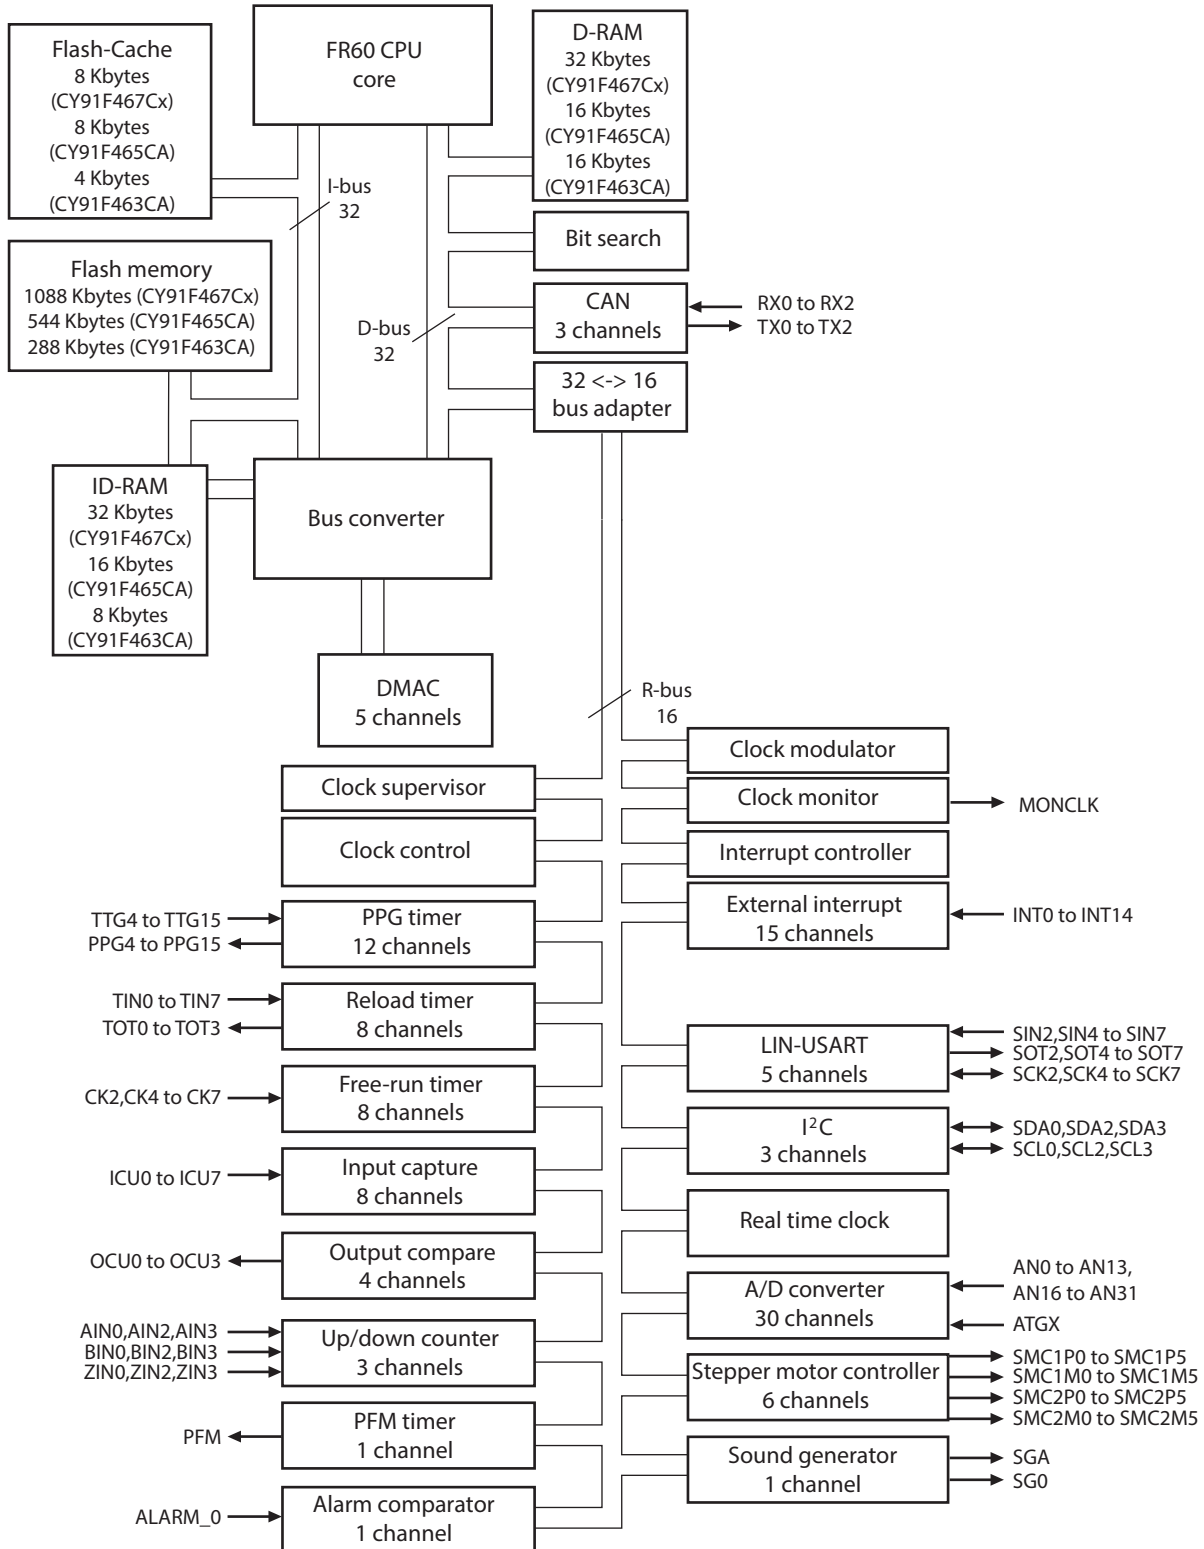 Flash-Cache
8 Kbytes
(CY91F467Cx)
8 Kbytes
(CY91F465CA)
4 Kbytes
(CY91F463CA)
FR60 CPU
core
D-RAM
32 Kbytes
(CY91F467Cx)
16 Kbytes
(CY91F465CA)
16 Kbytes
(CY91F463CA)
I-bus
32
Bit search
Flash memory
1088 Kbytes (CY91F467Cx)
544 Kbytes (CY91F465CA)
288 Kbytes (CY91F463CA)
CAN
3 channels
RX0 to RX2
TX0 to TX2
D-bus
32
32 <-> 16
bus adapter
ID-RAM
32 Kbytes
(CY91F467Cx)
16 Kbytes
(CY91F465CA)
8 Kbytes
(CY91F463CA)
Bus converter
DMAC
5 channels
R-bus
16
Clock modulator
Clock supervisor
Clock monitor
MONCLK
Clock control
Interrupt controller
TTG4 to TTG15
PPG4 to PPG15
PPG timer
12 channels
External interrupt
15 channels
INT0 to INT14
TIN0 to TIN7
TOT0 to TOT3
Reload timer
8 channels
LIN-USART
5 channels
SIN2,SIN4 to SIN7
SOT2,SOT4 to SOT7
SCK2,SCK4 to SCK7
CK2,CK4 to CK7
Free-run timer
8 channels
I²C
3 channels
SDA0,SDA2,SDA3
SCL0,SCL2,SCL3
ICU0 to ICU7
Input capture
8 channels
Real time clock
OCU0 to OCU3
Output compare
4 channels
A/D converter
30 channels
AN0 to AN13,
AN16 to AN31
ATGX
AIN0,AIN2,AIN3
BIN0,BIN2,BIN3
ZIN0,ZIN2,ZIN3
Up/down counter
3 channels
Stepper motor controller
6 channels
SMC1P0 to SMC1P5
SMC1M0 to SMC1M5
SMC2P0 to SMC2P5
SMC2M0 to SMC2M5
PFM
PFM timer
1 channel
Sound generator
1 channel
SGA
SG0
ALARM_0
Alarm comparator
1 channel